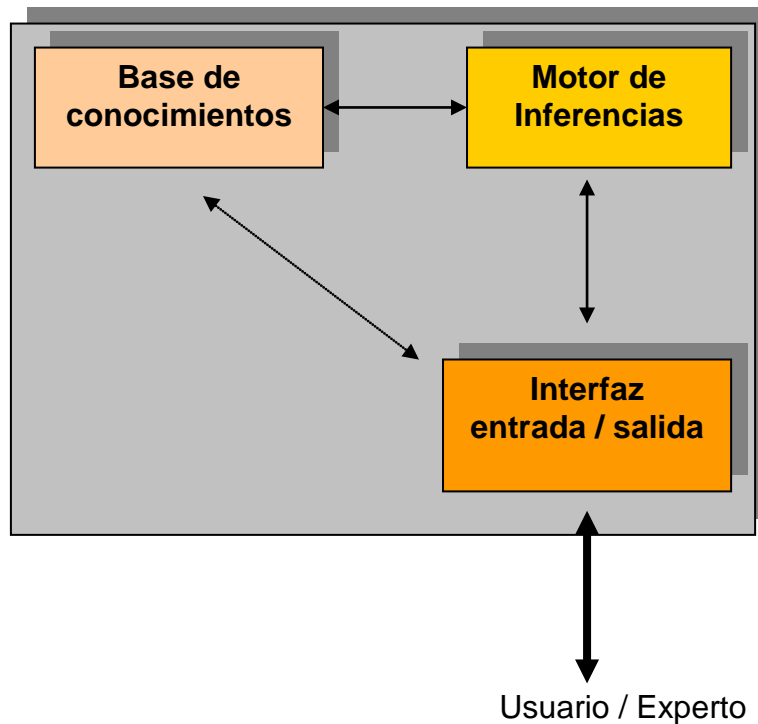 Base de
conocimientos
Motor de
Inferencias
Interfaz
entrada / salida
Usuario / Experto